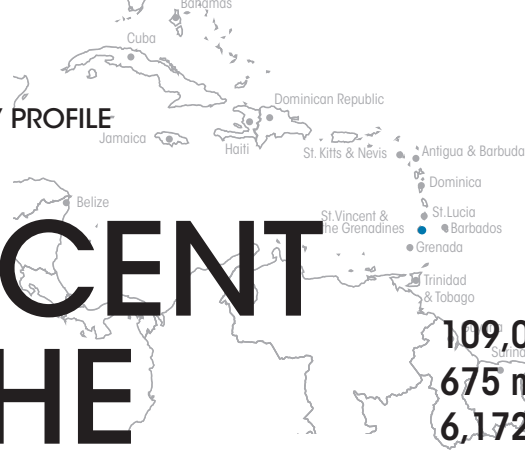 Bahamas
Cuba
Dominican Republic
Y PROFILE
Jamaica
Haiti
St. Kitts & Nevis
Antigua & Barbuda
Dominica
Belize
St.Lucia
St.Vincent &
the Grenadines
Barbados
CENT
Grenada
Trinidad
& Tobago
109,0
675 m
HE
6,172